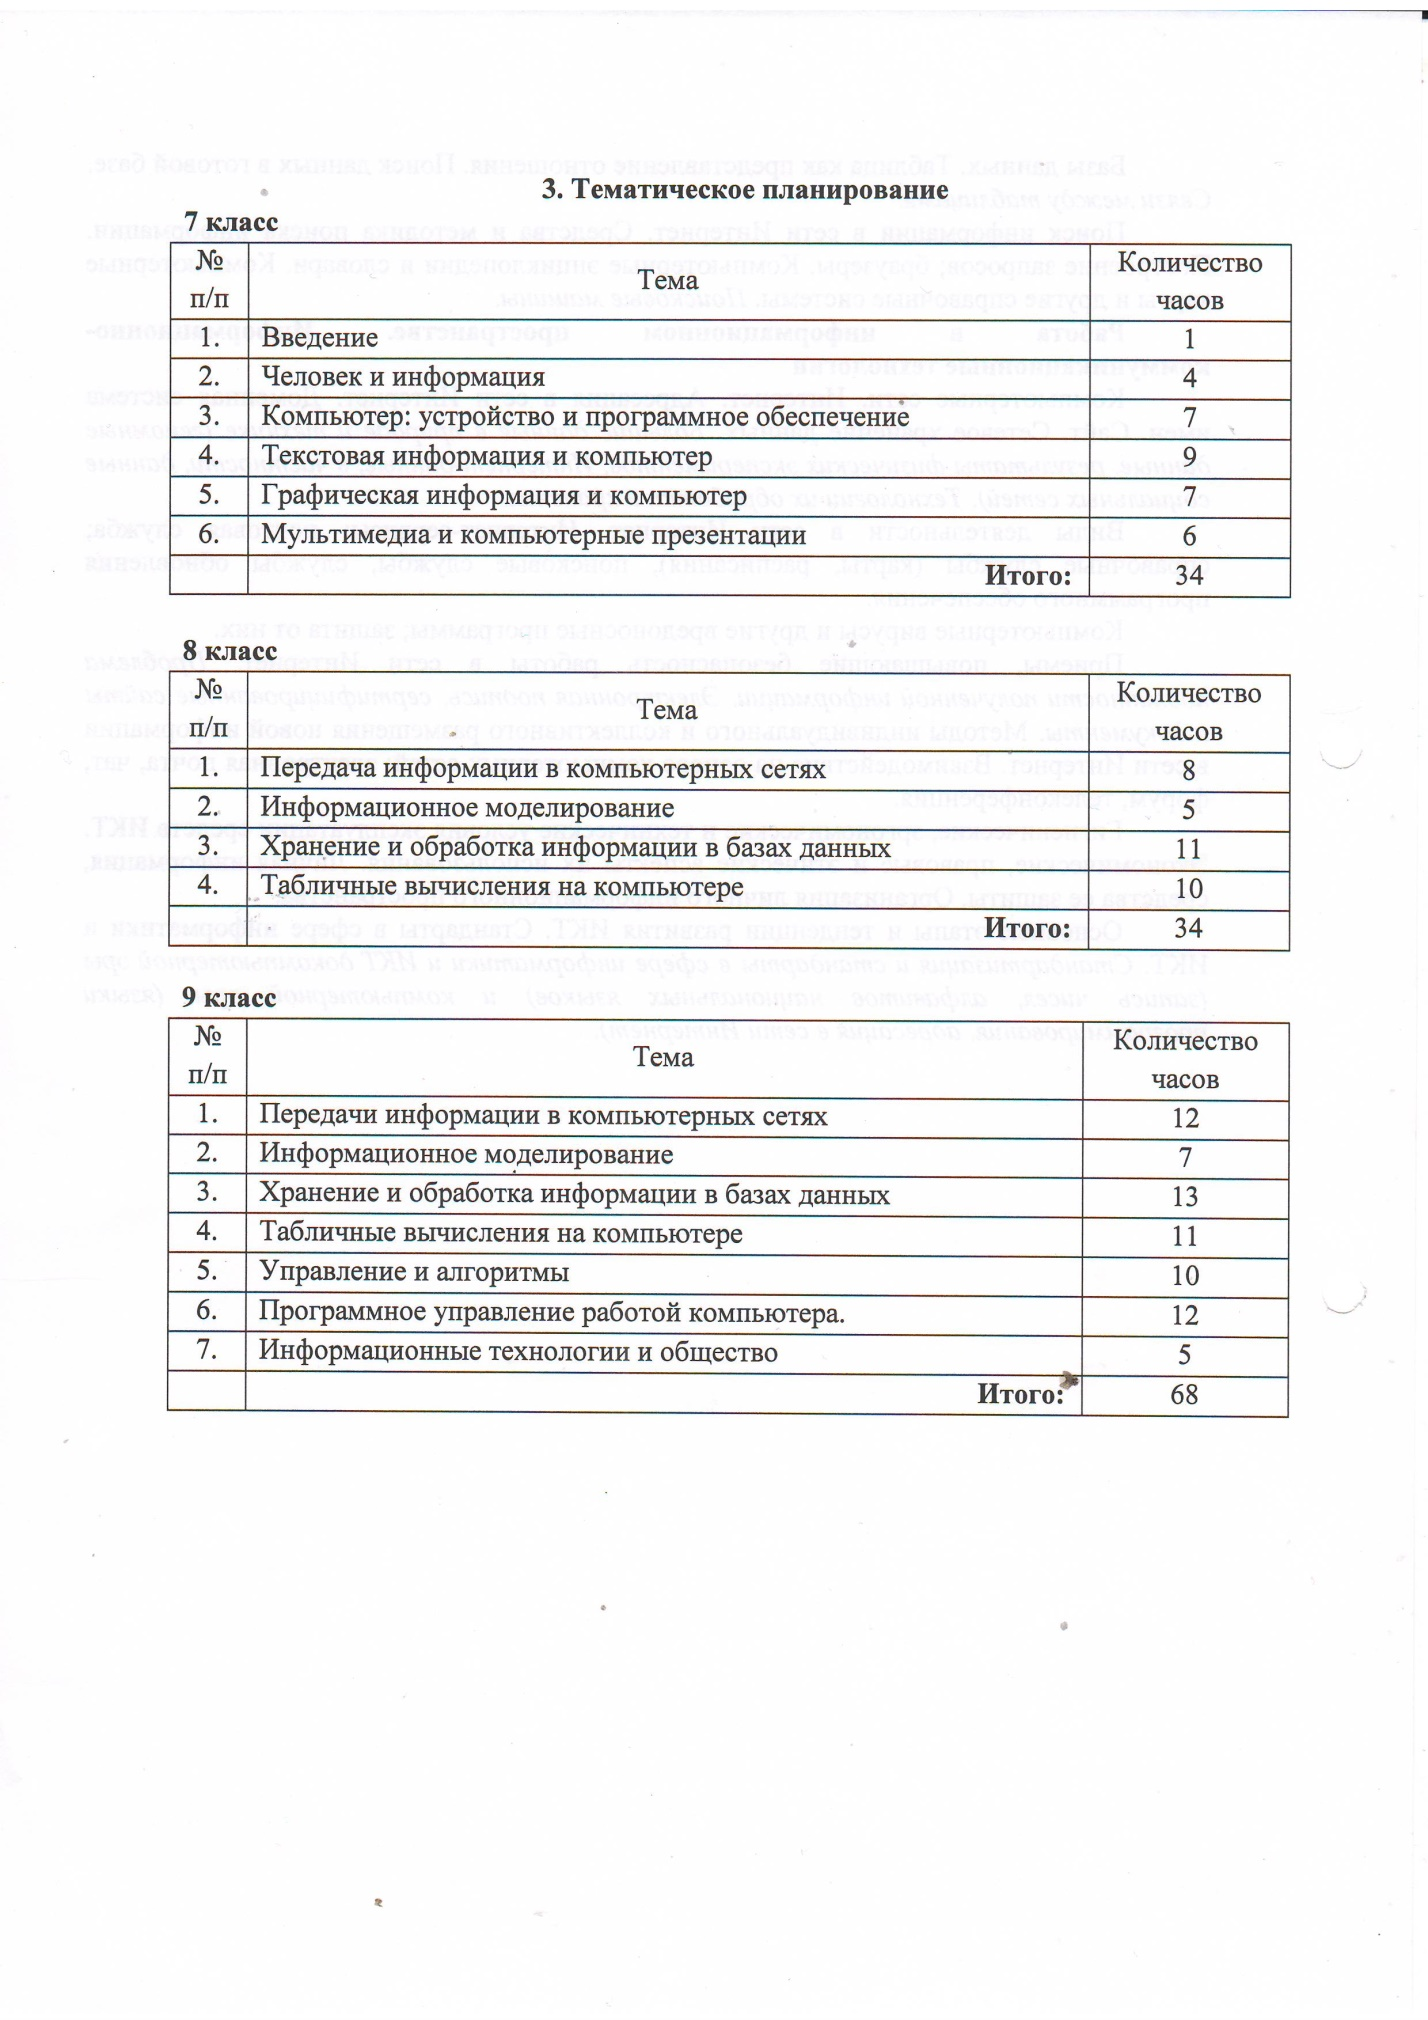 3. Тематическое планирование
7 класс
№ п/п Тема Количество часов
1. Введение 1
2. Человек и информация 4
3. Компьютер: устройство и программное обеспечение 7
4. Текстовая информация и компьютер 9
5. Графическая информация и компьютер 7
6. Мультимедиа и компьютерные презентации 6
Итого: 34
8 класс
№ п/п Тема Количество часов
1. Передача информации в компьютерных сетях 8
2. Информационное моделирование 5
3. Хранение и обработка информации в базах данных 11
4. Табличные вычисления на компьютере 10
Итого: 34
9 класс
№ п/п Тема Количество часов
1. Передачи информации в компьютерных сетях 12
2. Информационное моделирование 7
3. Хранение и обработка информации в базах данных 13
4. Табличные вычисления на компьютере 11
5. Управление и алгоритмы 10
6. Программное управление работой компьютера. 12
7. Информационные технологии и общество 5
Итого: 68